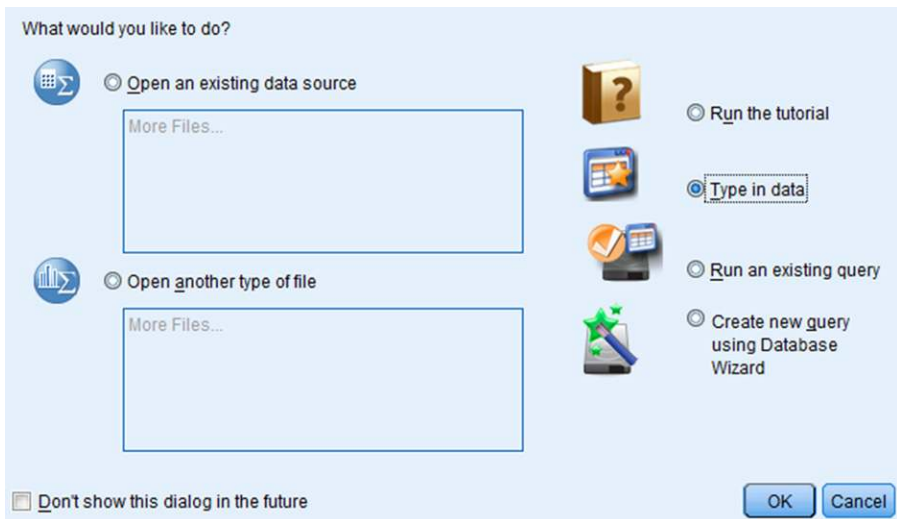 What would you like to do?
Open an existing data source
More Files...
Open another type of file
More Files...
Run the tutorial
Type in data
Run an existing query
Create new query
using Database
Wizard
Don't show this dialog in the future
OK
Cancel